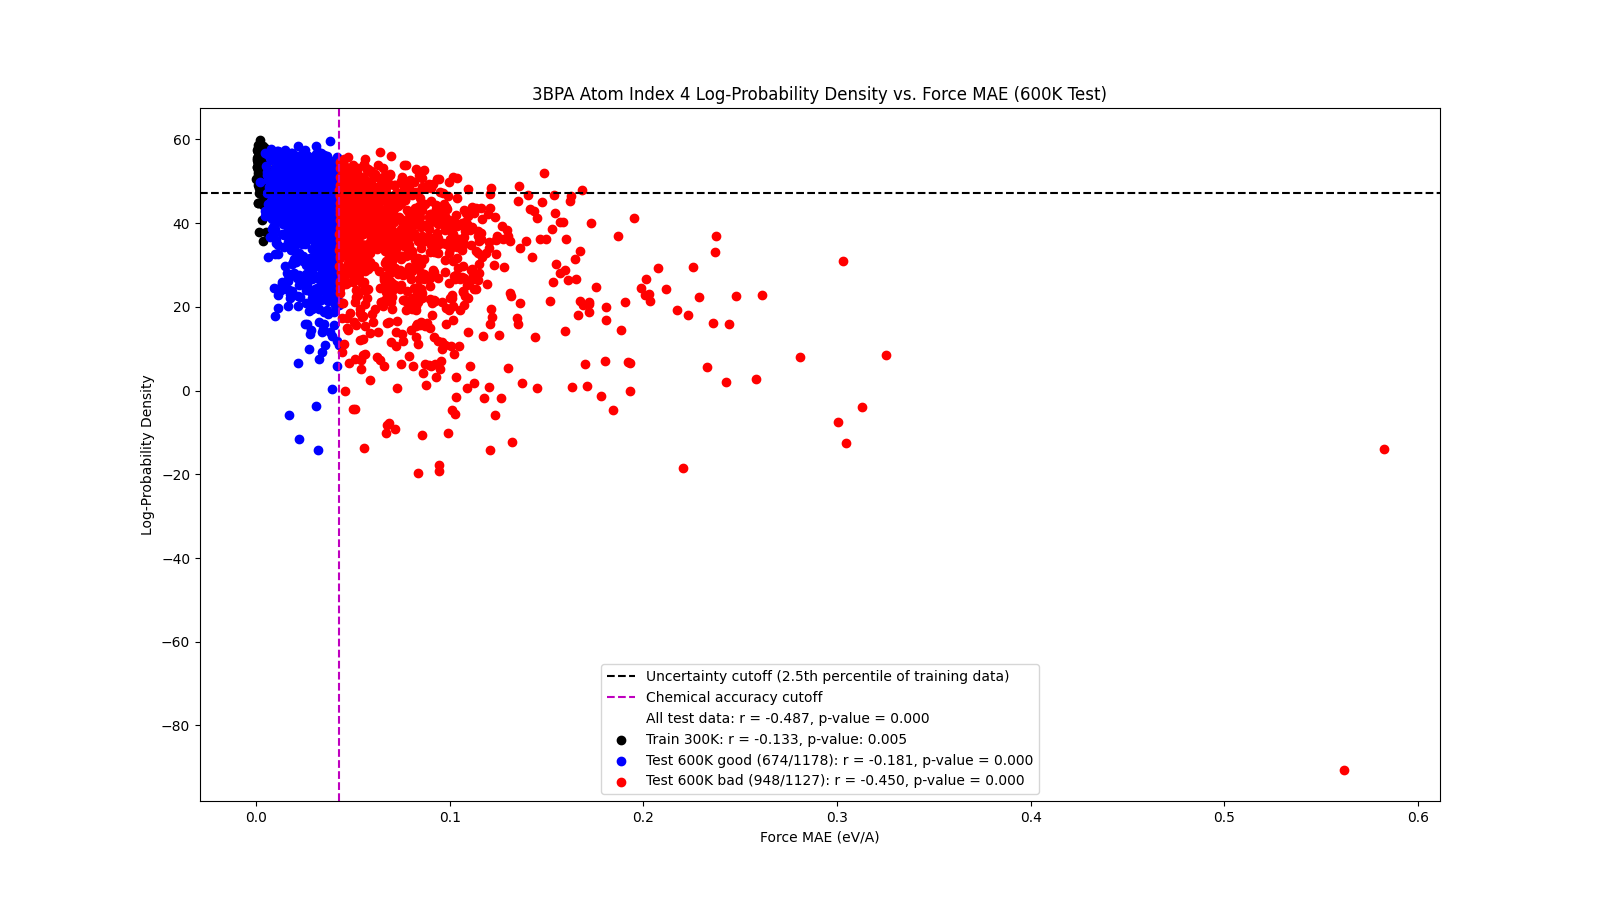 3BPA Atom Index 4 Log-Probability Density vs. Force MAE (600K Test)
Log-Probability Density
60
40
20
0
−20
−40
−60
−80
Uncertainty cutoff (2.5th percentile of training data)
Chemical accuracy cutoff
All test data: r = -0.487, p-value = 0.000
Train 300K: r = -0.133, p-value: 0.005
Test 600K good (674/1178): r = -0.181, p-value = 0.000
Test 600K bad (948/1127): r = -0.450, p-value = 0.000
0.0 0.1 0.2 0.3 0.4 0.5 0.6
Force MAE (eV/A)